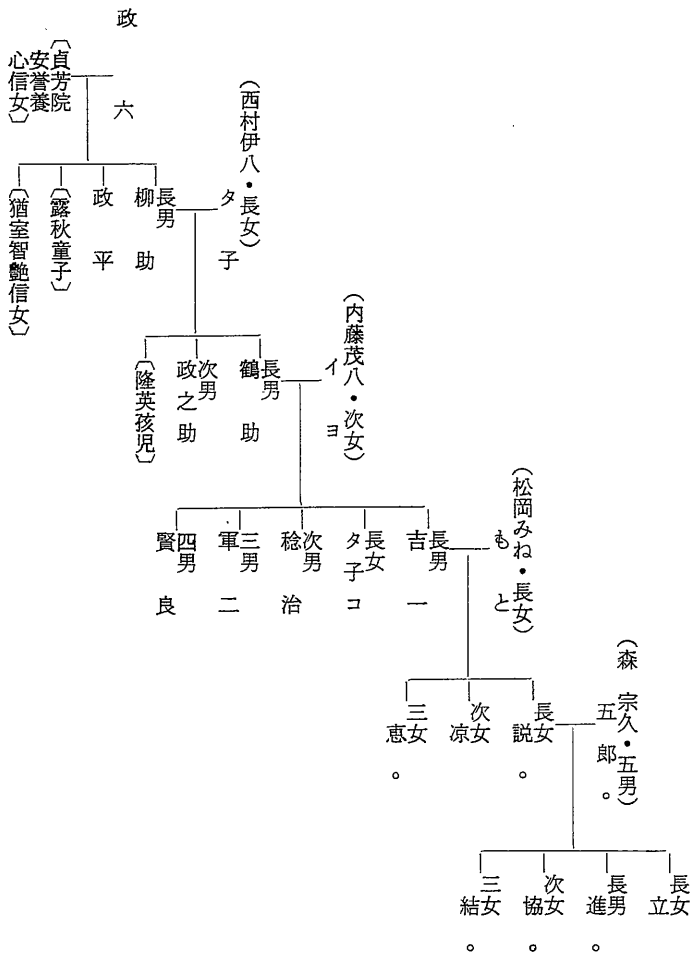 政六
〔貞芳院
安誉養
心信女〕
長男
柳助
政平
〔露秋童子〕
〔猶室智艶信女〕
(西村伊八・長女)
タ子
長男
鶴助
次男
政之助
〔隆英孩児〕
(内藤茂八・次女)
イヨ
長男
吉一
長女
タ子コ
次男
稔治
三男
軍二
四男
賢良
(松岡みね・長女)
もと
長女
説。
次女
凉
三女
恵。
(森 宗久・五男)
五郎。
長女
立
長男
進。
次女
協。
三女
結。